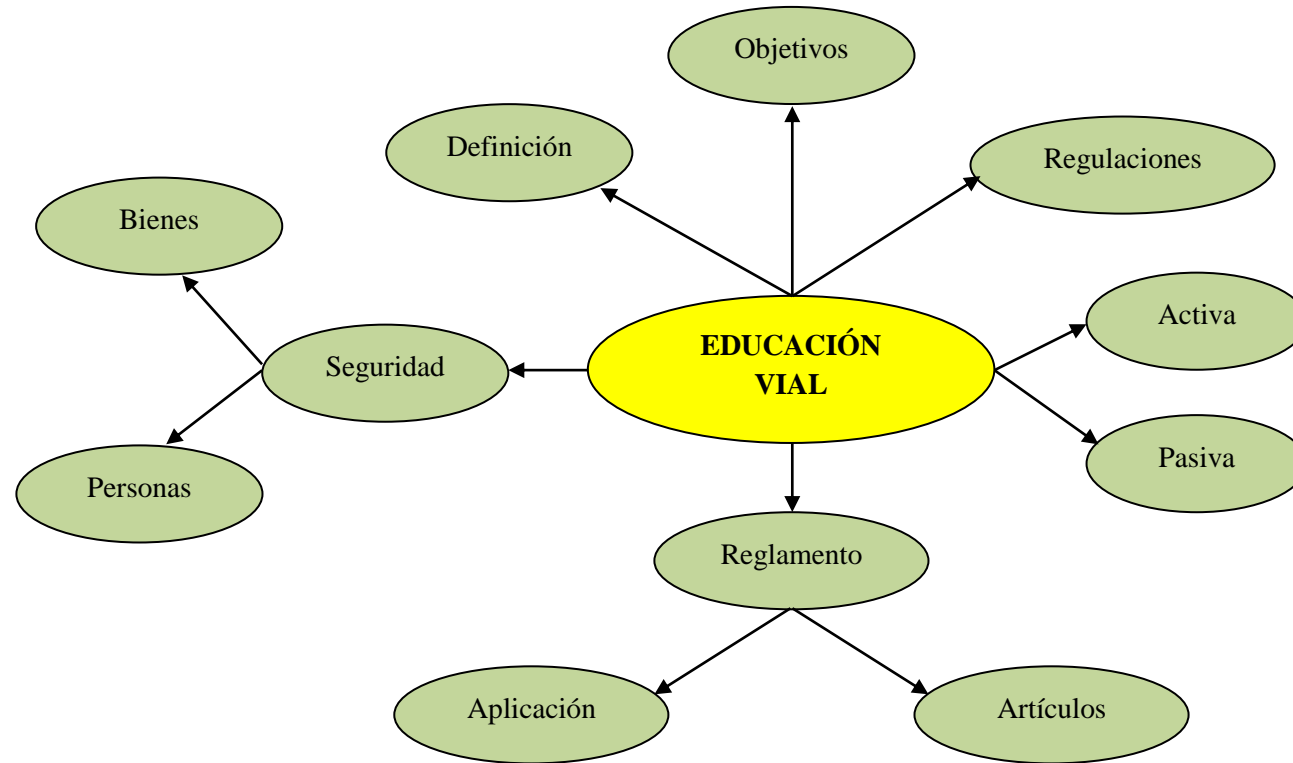 Objetivos
Definición
Regulaciones
Bienes
Activa
EDUCACIÓN
VIAL
Seguridad
Pasiva
Personas
Reglamento
Aplicación
Artículos